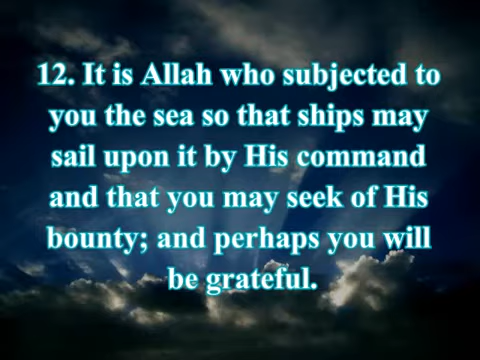 12. It is Allah who subjected to
you the sea so that ships may
sail upon it by His command
and that you may seek of His
bounty; and perhaps you will
be grateful.